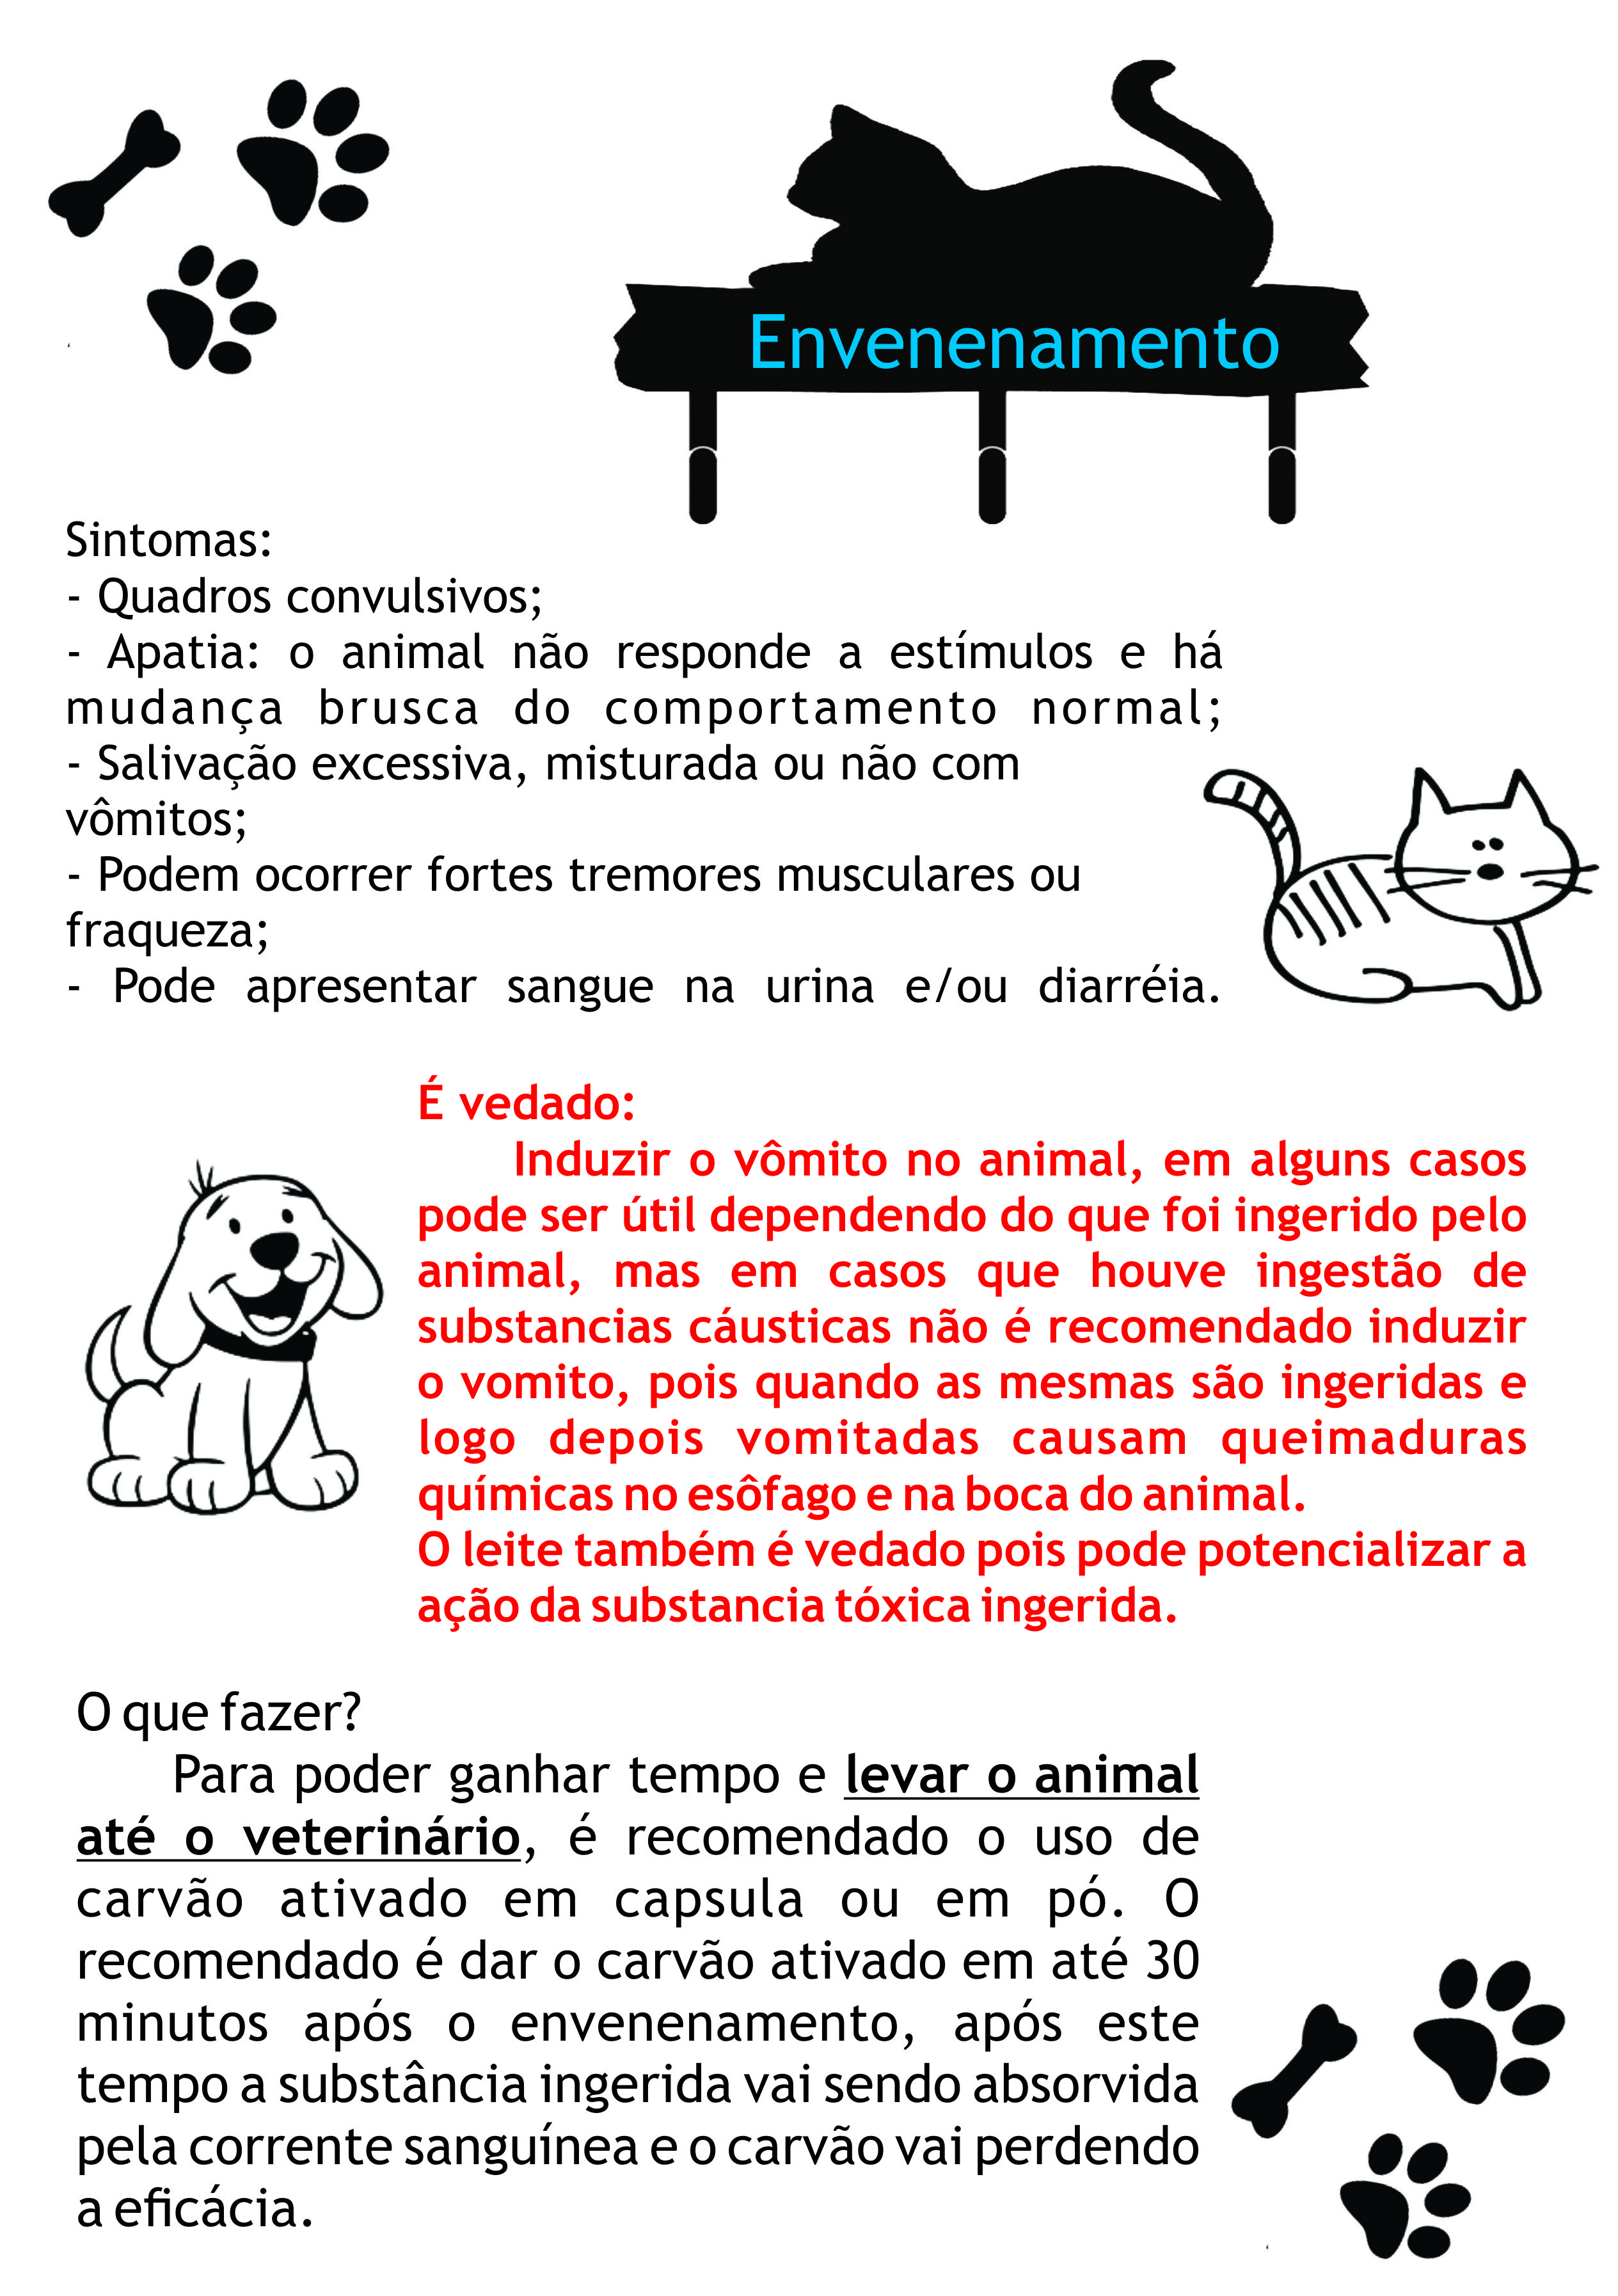 Envenenamento
Sintomas:
- Quadros convulsivos;
- Apatia: o animal não responde a estímulos e há
mudança brusca do comportamento normal;
- Salivação excessiva, misturada ou não com
vômitos;
- Podem ocorrer fortes tremores musculares ou
fraqueza;
- Pode apresentar sangue na urina e/ou diarréia.
É vedado:
Induzir o vômito no animal, em alguns casos
pode ser útil dependendo do que foi ingerido pelo
animal, mas em casos que houve ingestão de
substancias cáusticas não é recomendado induzir
o vomito, pois quando as mesmas são ingeridas e
logo depois vomitadas causam queimaduras
químicas no esôfago e na boca do animal.
O leite também é vedado pois pode potencializar a
ação da substancia tóxica ingerida.
O que fazer?
Para poder ganhar tempo e levar o animal
até o veterinário, é recomendado o uso de
carvão ativado em capsula ou em pó. O
recomendado é dar o carvão ativado em até 30
minutos após o envenenamento, após este
tempo a substância ingerida vai sendo absorvida
pela corrente sanguínea e o carvão vai perdendo
a eficácia.